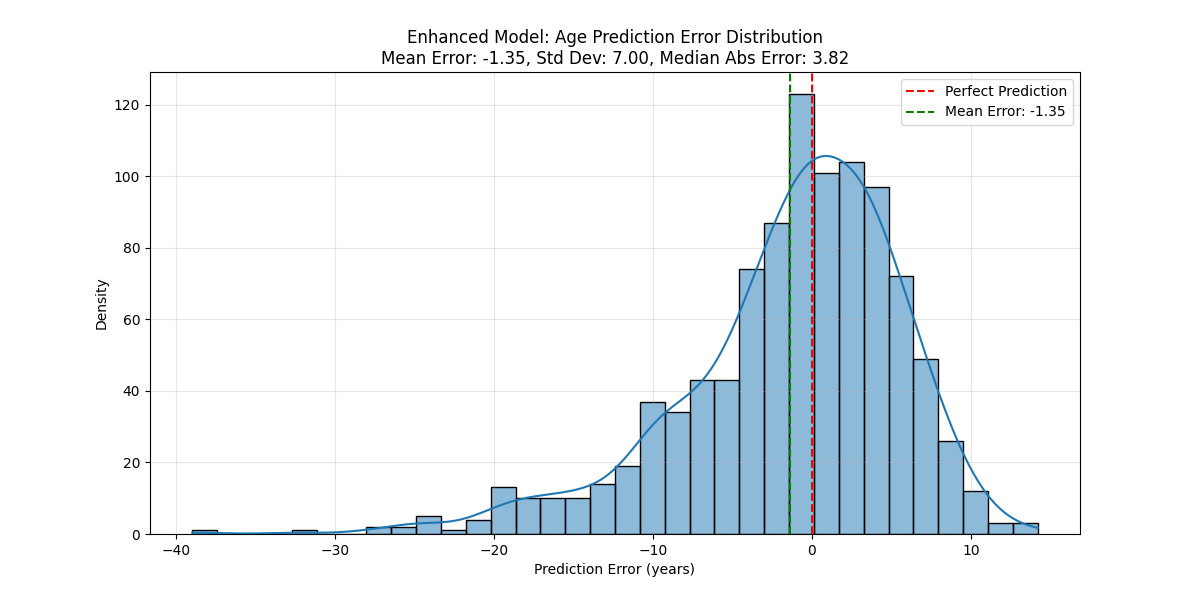 Enhanced Model: Age Prediction Error Distribution
Mean Error: -1.35, Std Dev: 7.00, Median Abs Error: 3.82
Perfect Prediction
Mean Error: -1.35
120
100
80
60
40
20
0
Density
−40 −30 −20 −10 0 10
Prediction Error (years)